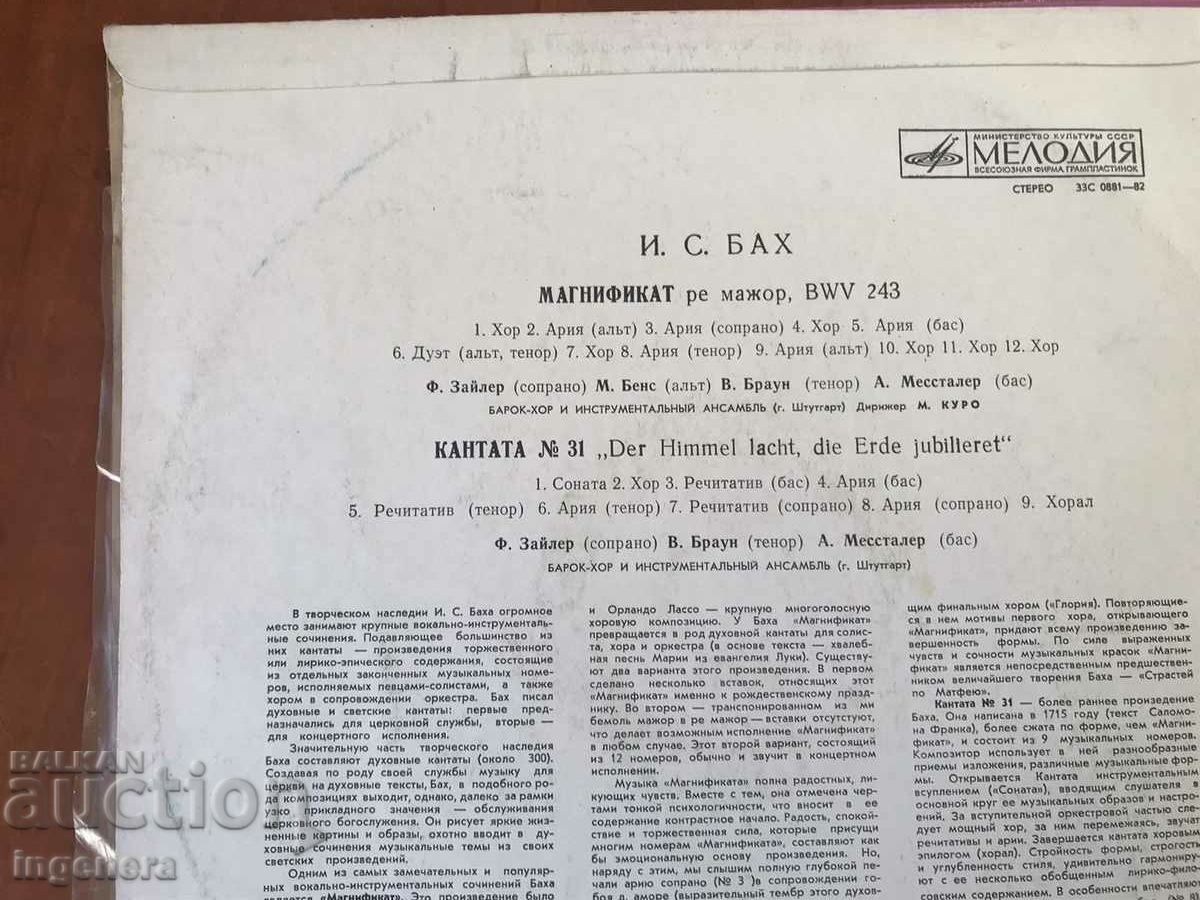 МИНИСТЕРСТВО КУЛЬТУРЫ СССР
МЕЛОДИЯ
ВСЕСОЮЗНАЯ ФИРМА ГРАМПЛАСТИНОК
СТЕРЕО 33С 0881—82
И. С. БАХ
МАГНИФИКАТ ре мажор, BWV 243
1. Хор 2. Ария (альт) 3. Ария (сопрано) 4. Хор 5. Ария (бас)
6. Дуэт (альт, тенор) 7. Хор 8. Ария (тенор) 9. Ария (альт) 10. Хор 11. Хор 12. Хор
Ф. Зайлер (сопрано) М. Бенс (альт) В. Браун (тенор) А. Мессталер (бас)
БАРОК-ХОР И ИНСТРУМЕНТАЛЬНЫЙ АНСАМБЛЬ (г. Штутгарт) Дирижер М. КУРО
КАНТАТА № 31 „Der Himmel lacht, die Erde jubilieret“
1. Соната 2. Хор 3. Речитатив (бас) 4. Ария (бас)
5. Речитатив (тенор) 6. Ария (тенор) 7. Речитатив (сопрано) 8. Ария (сопрано) 9. Хорал
Ф. Зайлер (сопрано) В. Браун (тенор) А. Мессталер (бас)
БАРОК-ХОР И ИНСТРУМЕНТАЛЬНЫЙ АНСАМБЛЬ (г. Штутгарт)
В творческом наследии И. С. Баха огромное
место занимают крупные вокально-инструменталь-
ные сочинения. Подавляющее большинство из
них кантаты — произведения торжественного
или лирико-эпического содержания, состоящие
из отдельных законченных музыкальных номе-
ров, исполняемых певцами-солистами, а также
хором в сопровождении оркестра. Бах писал
духовные и светские кантаты: первые пред-
назначались для церковной службы, вторые —
для концертного исполнения.
Значительную часть творческого наследия
Баха составляют духовные кантаты (около 300).
Создавая по роду своей службы музыку для
церкви на духовные тексты, Бах, в подобного ро-
да композициях выходит, однако, далеко за рамки
узко прикладного значения — обслуживания
церковного богослужения. Он рисует яркие жиз-
ненные картины и образы, охотно вводит в ду-
ховные сочинения музыкальные темы из своих
светских произведений.
Одним из самых замечательных и популяр-
ных вокально-инструментальных сочинений Баха
является «Магнификат». Это произведение было
и Орландо Лассо — крупную многоголосную
хоровую композицию. У Баха «Магнификат»
превращается в род духовной кантаты для солис-
та, хора и оркестра (в основе текста — хвалеб-
ная песнь Марии из евангелия Луки). Существу-
ют два варианта этого произведения. В первом
сделано несколько вставок, относящих этот
«Магнификат» именно к рождественскому празд-
нику. Во втором — транспонированном из ми
бемоль мажор в ре мажор — вставки отсутствуют,
что делает возможным исполнение «Магнификата»
в любом случае. Этот второй вариант, состоящий
из 12 номеров, обычно и звучит в концертном
исполнении.
Музыка «Магнификата» полна радостных, ли-
кующих чувств. Вместе с тем, она отмечена чер-
тами тонкой психологичности, что вносит в ее
содержание контрастное начало. Радость, спокой-
ствие и торжественная сила, которые присущи
многим номерам «Магнификата», составляют как
бы эмоциональную основу произведения. Но,
наряду с этим, мы слышим полную глубокой пе-
чали арию сопрано (№ 3 )в сопровождении го-
боя д, аморе (выразительный тембр этого духов-
щим финальным хором («Глория). Повторяющие-
ся в нем мотивы первого хора, открывающего
«Магнификат», придают всему произведению за-
вершенность формы. По силе выраженных
чувств и сочности музыкальных красок «Магни-
фикат» является непосредственным предшествен-
ником величайшего творения Баха — «Страстей
по Матфею».
Кантата № 31 — более раннее произведение
Баха. Она написана в 1715 году (текст Саломо-
на Франка), более сжата по форме, чем «Магни-
фикат», и состоит из 9 музыкальных номеров.
Композитор использует в ней разнообразные
приемы изложения, различные музыкальные фор-
мы. Открывается Кантата инструментальным
вступлением («Соната»), вводящим слушателя в
основной круг ее музыкальных образов и настро-
ений. За вступительной оркестровой частью сле-
дует мощный хор, за ним перемежаясь, звучат
речитативы и арии. Завершается кантата хоровым
эпилогом (хорал). Стройность формы, строгость
и углубленность стиля, удивительно гармониру-
ют с ее несколько обобщенным лирико-фило-
совским содержанием. В особенности впечатляют
BALKAN
auctio
ingenera